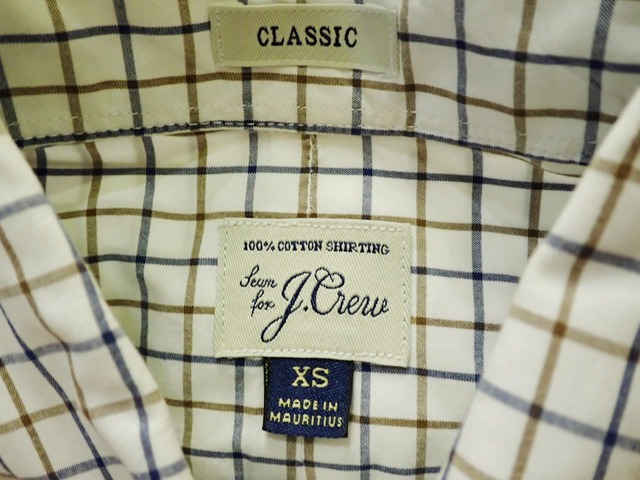 CLASSIC
100% COTTON SHIRTING
Sewn
for J.Crew
XS
MADE IN
MAURITIUS